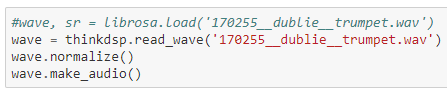 #wave, sr = librosa.load('170255__dublie__trumpet.wav')
wave = thinkdsp.read_wave('170255__dublie__trumpet.wav')
wave.normalize()
wave.make_audio()